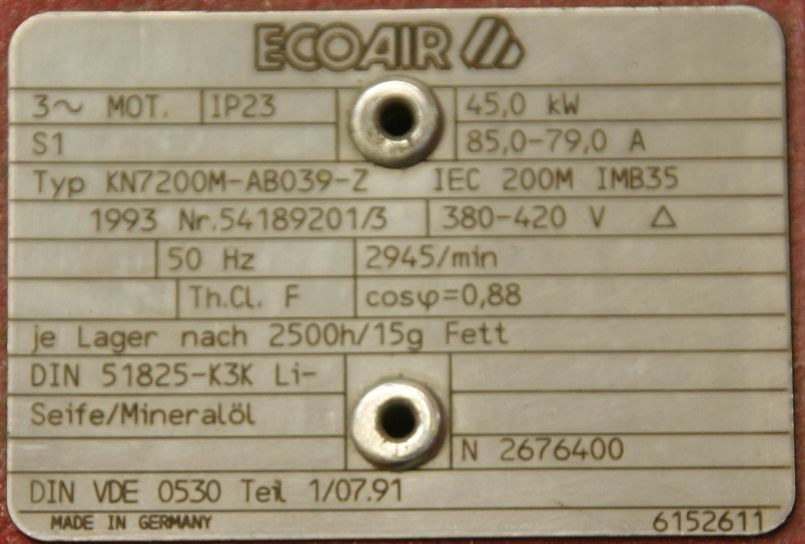 ECOAIR
3~ MOT. IP23 45,0 kW
S1 85,0-79,0 A
Typ KN7200M-AB039-Z IEC 200M IMB35
1993 Nr.54189201/3 380-420 V △
50 Hz 2945/min
Th.Cl. F cosφ=0,88
je Lager nach 2500h/15g Fett
DIN 51825-K3K Li-
Seife/Mineralöl
N 2676400
DIN VDE 0530 Teil 1/07.91
MADE IN GERMANY 6152611